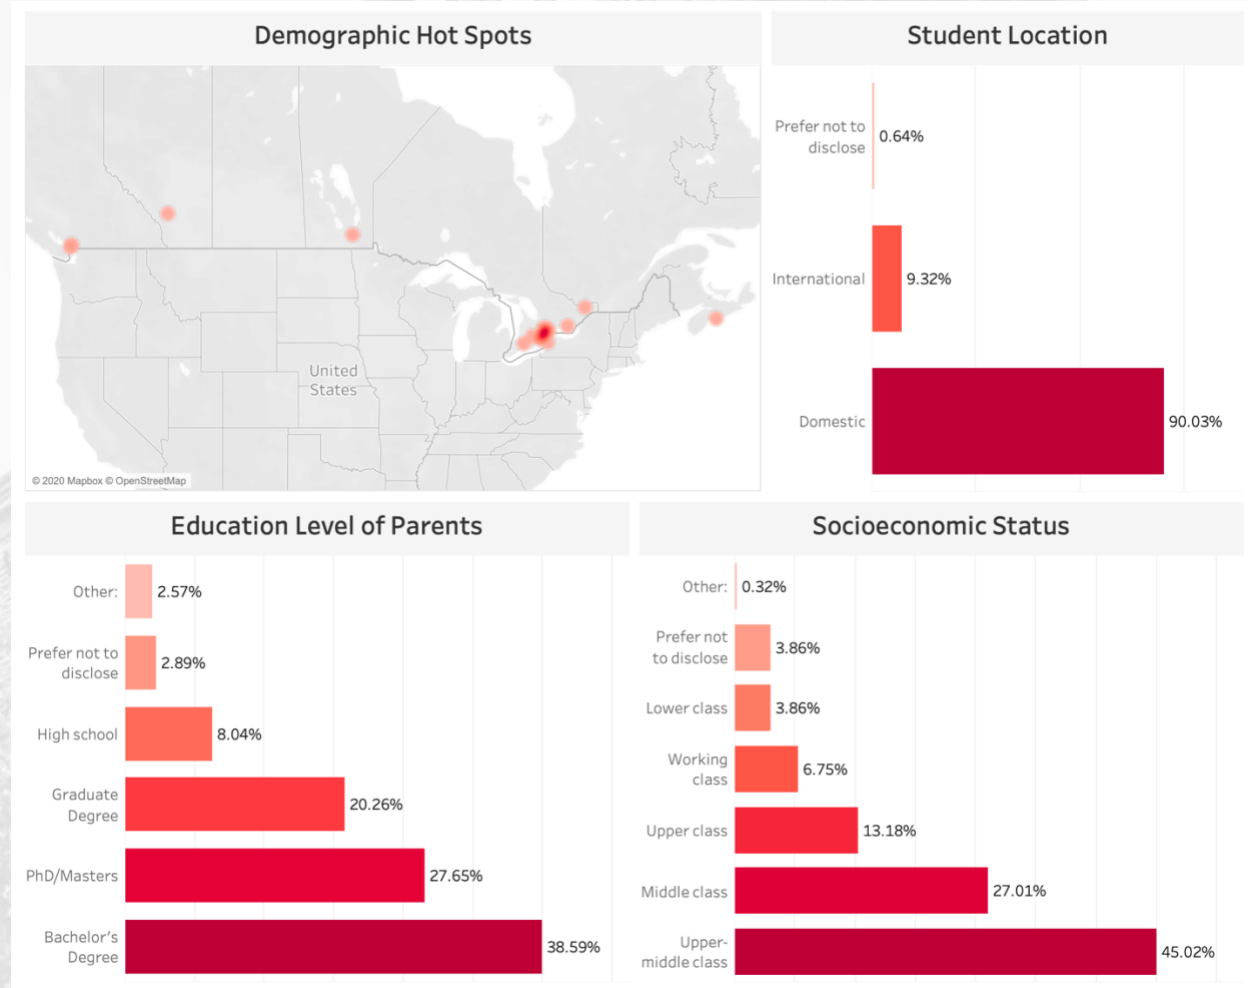 Demographic Hot Spots
United
States
© 2020 Mapbox © OpenStreetMap
Student Location
Prefer not to
disclose
0.64%
International
9.32%
Domestic
90.03%
Education Level of Parents
Other:
2.57%
Prefer not to
disclose
2.89%
High school
8.04%
Graduate
Degree
20.26%
PhD/Masters
27.65%
Bachelor's
Degree
38.59%
Socioeconomic Status
Other:
0.32%
Prefer not
to disclose
3.86%
Lower class
3.86%
Working
class
6.75%
Upper class
13.18%
Middle class
27.01%
Upper-
middle class
45.02%